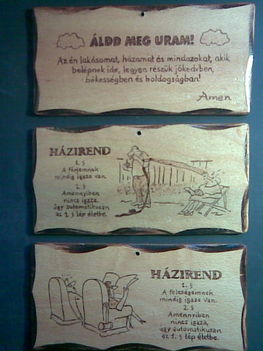 ÁLDD MEG URAM!
Az én lakásomat, házamat és mindazokat, akik
belépnek ide, legyen részük jókedvben,
békességben és boldogságban!
Ámen
HÁZIREND
1. §
A férjemnek
mindig igaza van.
2. §
Amennyiben
nincs igaza,
úgy automatikusan
az 1. § lép életbe.
HÁZIREND
1. §
A feleségemnek
mindig igaza van.
2. §
Amennyiben
nincs igaza,
úgy automatikusan
az 1. § lép életbe.